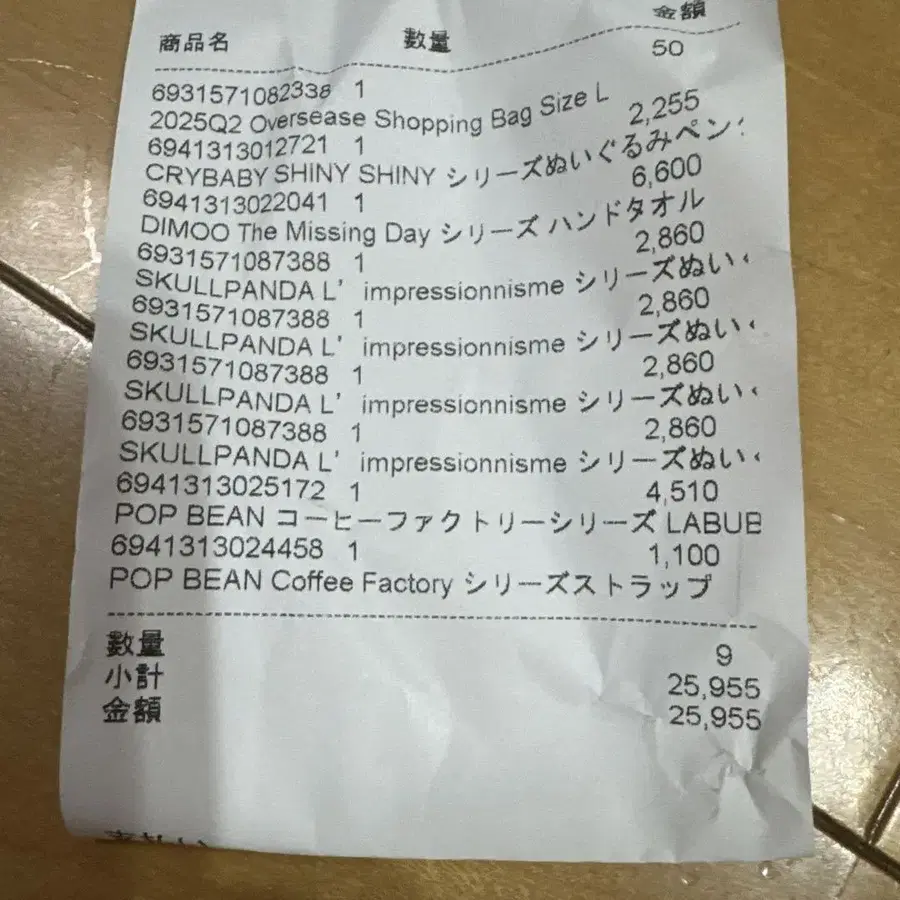 金額
商品名 数量
50
6931571082338 1
2025Q2 Oversease Shopping Bag Size L
2,255
6941313012721 1
CRYBABY SHINY SHINY シリーズぬいぐるみペン
6,600
6941313022041 1
DIMOO The Missing Day シリーズ ハンドタオル
2,860
6931571087388 1
SKULLPANDA L’ impressionnisme シリーズぬい
2,860
6931571087388 1
SKULLPANDA L’ impressionnisme シリーズぬい
2,860
6931571087388 1
SKULLPANDA L’ impressionnisme シリーズぬい
2,860
6931571087388 1
SKULLPANDA L’ impressionnisme シリーズぬい
6941313025172 1 4,510
POP BEAN コーヒーファクトリーシリーズ LABUB
6941313024458 1 1,100
POP BEAN Coffee Factory シリーズストラップ
数量 9
小計 25,955
金額 25,955